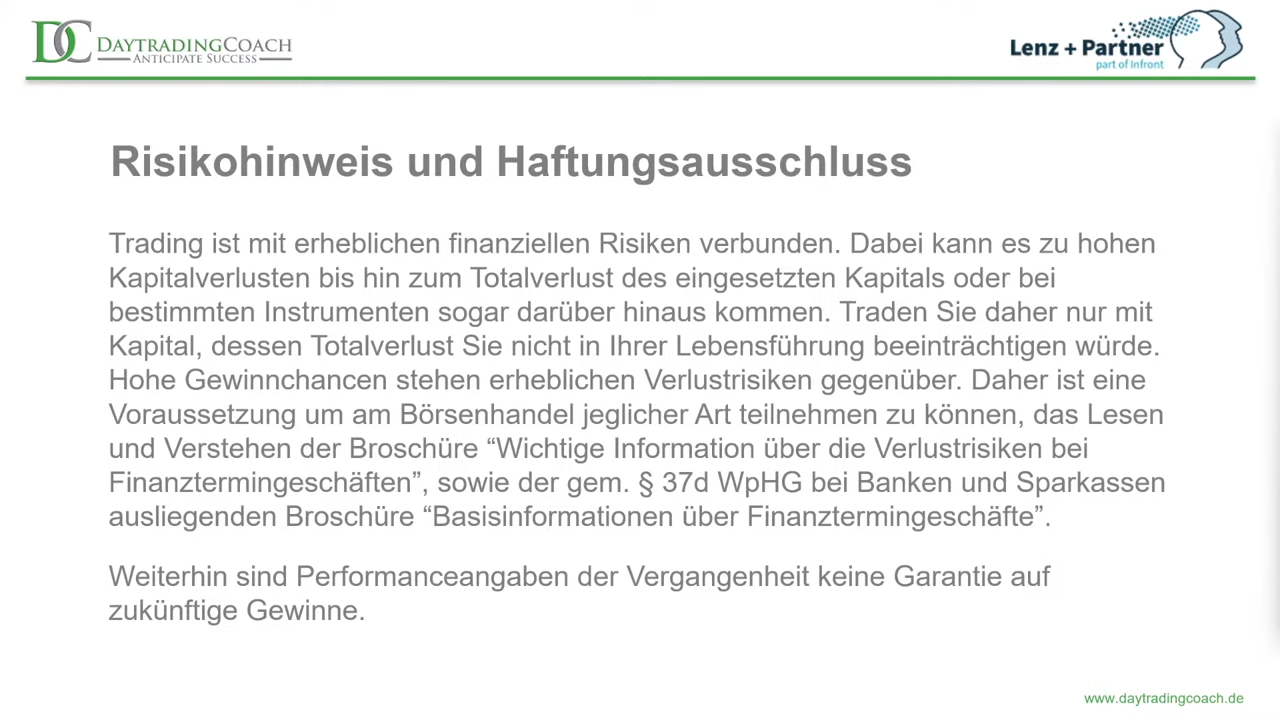 DC DAYTRADINGCOACH
ANTICIPATE SUCCESS
Lenz + Partner
part of Infront
Risikohinweis und Haftungsausschluss
Trading ist mit erheblichen finanziellen Risiken verbunden. Dabei kann es zu hohen
Kapitalverlusten bis hin zum Totalverlust des eingesetzten Kapitals oder bei
bestimmten Instrumenten sogar darüber hinaus kommen. Traden Sie daher nur mit
Kapital, dessen Totalverlust Sie nicht in Ihrer Lebensführung beeinträchtigen würde.
Hohe Gewinnchancen stehen erheblichen Verlustrisiken gegenüber. Daher ist eine
Voraussetzung um am Börsenhandel jeglicher Art teilnehmen zu können, das Lesen
und Verstehen der Broschüre “Wichtige Information über die Verlustrisiken bei
Finanztermingeschäften”, sowie der gem. § 37d WpHG bei Banken und Sparkassen
ausliegenden Broschüre “Basisinformationen über Finanztermingeschäfte”.
Weiterhin sind Performanceangaben der Vergangenheit keine Garantie auf
zukünftige Gewinne.
www.daytradingcoach.de